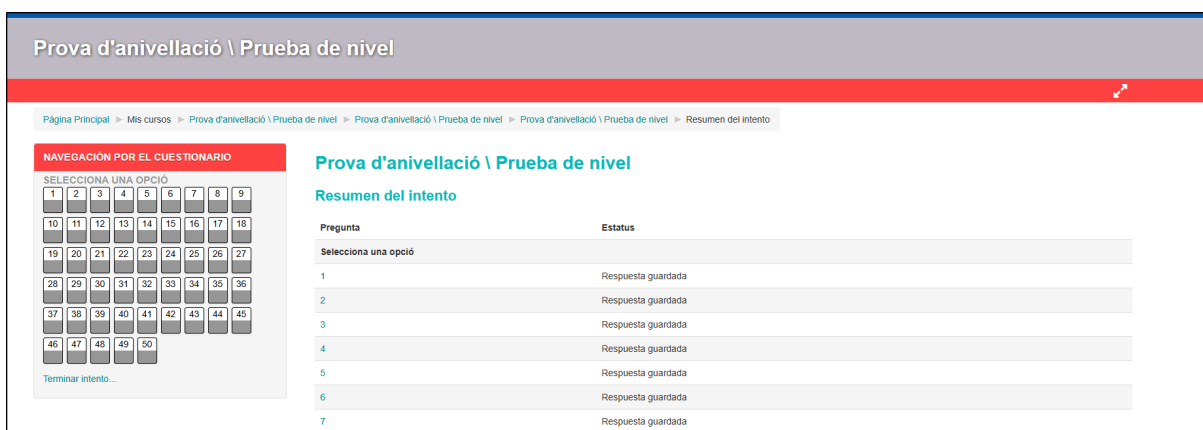 Prova d'anivellació \ Prueba de nivel
Página Principal ► Mis cursos ► Prova d'anivellació \ Prueba de nivel ► Prova d'anivellació \ Prueba de nivel ► Prova d'anivellació \ Prueba de nivel ► Resumen del intento
NAVEGACIÓN POR EL CUESTIONARIO
SELECCIONA UNA OPCIÓ
1 2 3 4 5 6 7 8 9
10 11 12 13 14 15 16 17 18
19 20 21 22 23 24 25 26 27
28 29 30 31 32 33 34 35 36
37 38 39 40 41 42 43 44 45
46 47 48 49 50
Terminar intento...
Prova d'anivellació \ Prueba de nivel
Resumen del intento
Pregunta Estatus
Selecciona una opció
1 Respuesta guardada
2 Respuesta guardada
3 Respuesta guardada
4 Respuesta guardada
5 Respuesta guardada
6 Respuesta guardada
7 Respuesta guardada